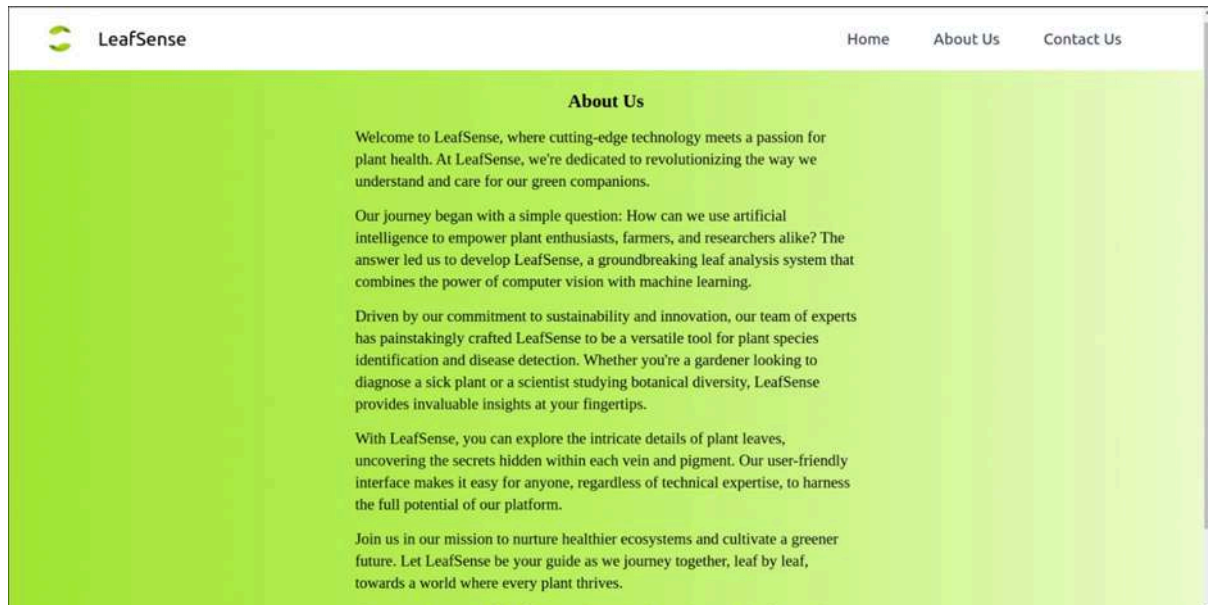 LeafSense
Home About Us Contact Us
About Us
Welcome to LeafSense, where cutting-edge technology meets a passion for
plant health. At LeafSense, we're dedicated to revolutionizing the way we
understand and care for our green companions.
Our journey began with a simple question: How can we use artificial
intelligence to empower plant enthusiasts, farmers, and researchers alike? The
answer led us to develop LeafSense, a groundbreaking leaf analysis system that
combines the power of computer vision with machine learning.
Driven by our commitment to sustainability and innovation, our team of experts
has painstakingly crafted LeafSense to be a versatile tool for plant species
identification and disease detection. Whether you're a gardener looking to
diagnose a sick plant or a scientist studying botanical diversity, LeafSense
provides invaluable insights at your fingertips.
With LeafSense, you can explore the intricate details of plant leaves,
uncovering the secrets hidden within each vein and pigment. Our user-friendly
interface makes it easy for anyone, regardless of technical expertise, to harness
the full potential of our platform.
Join us in our mission to nurture healthier ecosystems and cultivate a greener
future. Let LeafSense be your guide as we journey together, leaf by leaf,
towards a world where every plant thrives.